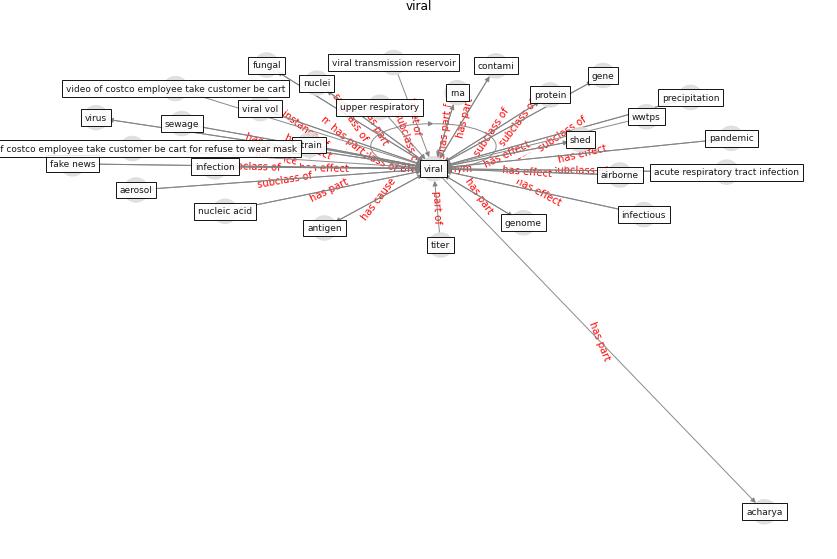 viral
fungal
viral transmission reservoir
contami
gene
nuclei
video of costco employee take customer be cart
rna
protein
precipitation
viral vol
upper respiratory
virus
sewage
wwtps
shed
pandemic
f costco employee take customer be cart for refuse to wear mask
train
fake news
infection
viral
airborne
acute respiratory tract infection
aerosol
nucleic acid
antigen
genome
infectious
titer
acharya
subclass of
has part
has cause
part of
has part
has effect
has effect
has effect
has effect
subclass of
subclass of
has part
has part